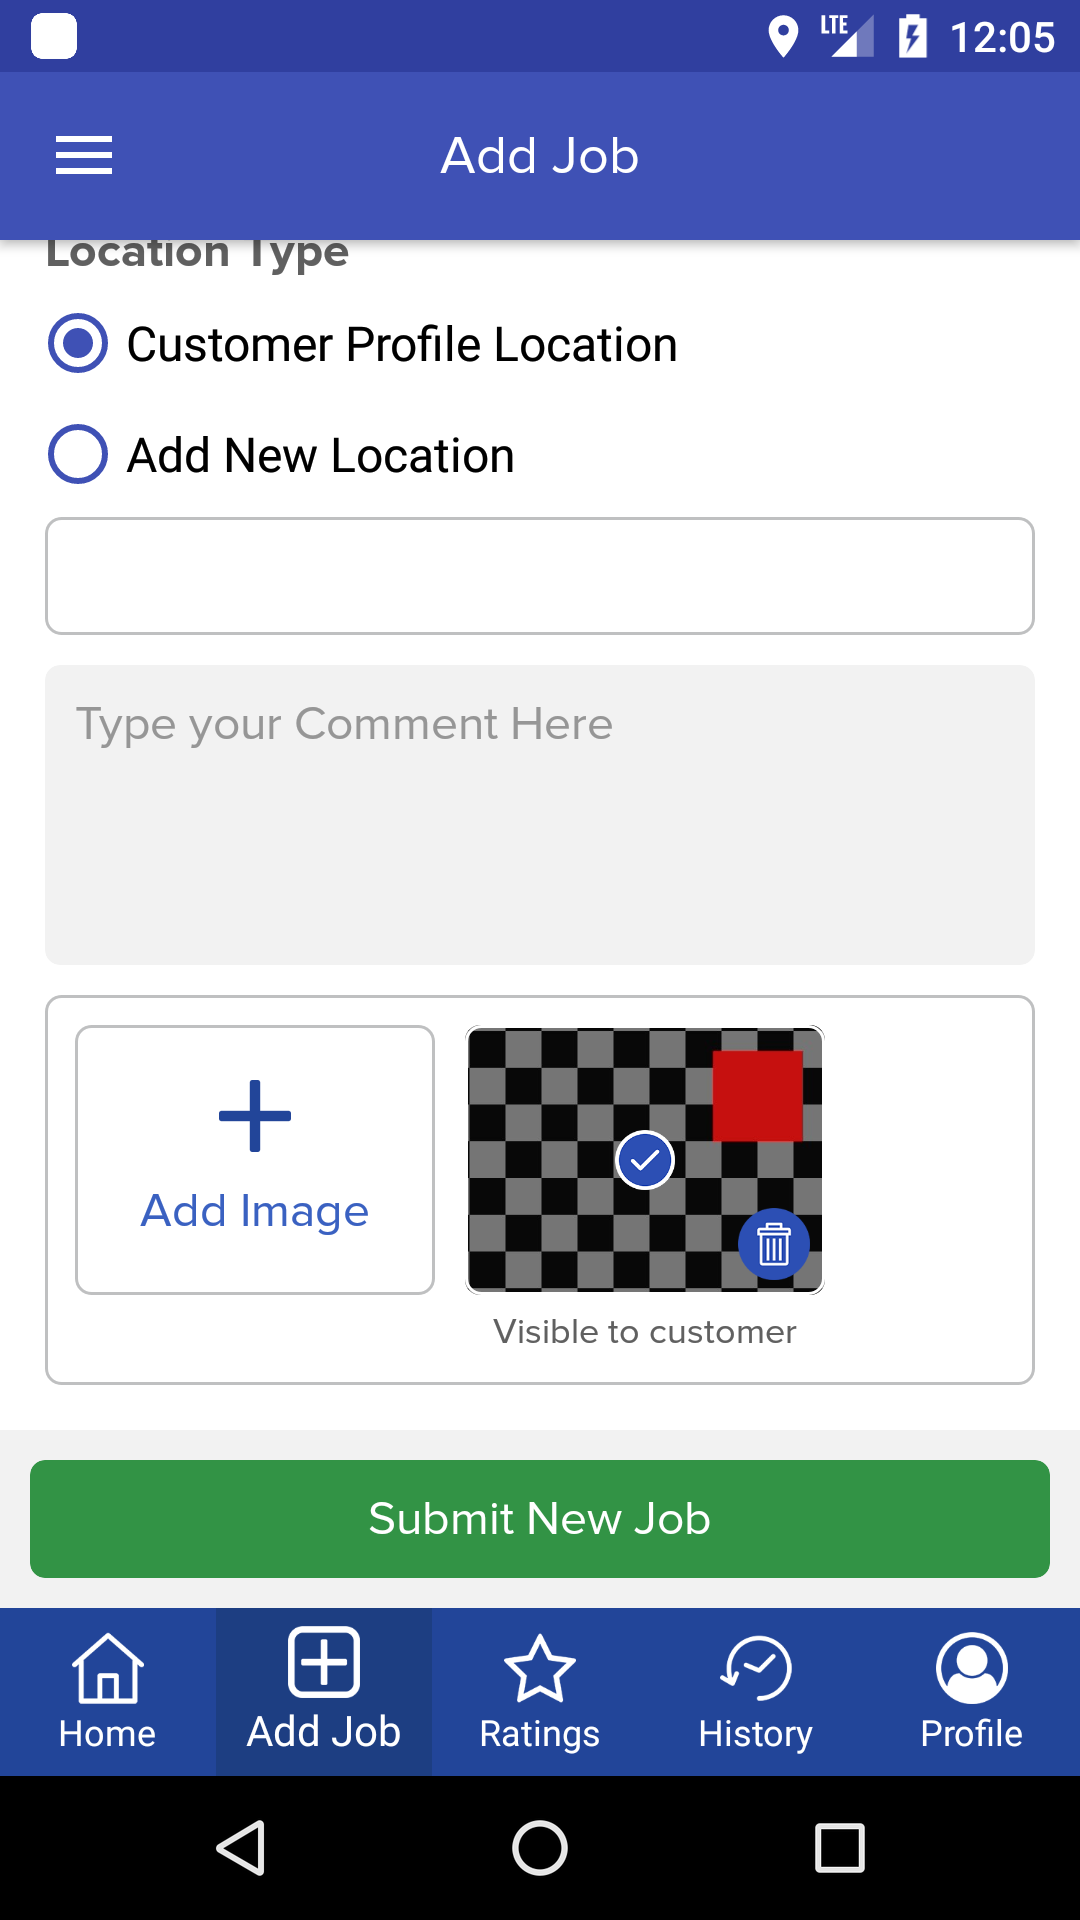 LTE 12:05
Add Job
Location Type
Customer Profile Location
Add New Location
Type your Comment Here
Add Image
Visible to customer
Submit New Job
Home
Add Job
Ratings
History
Profile